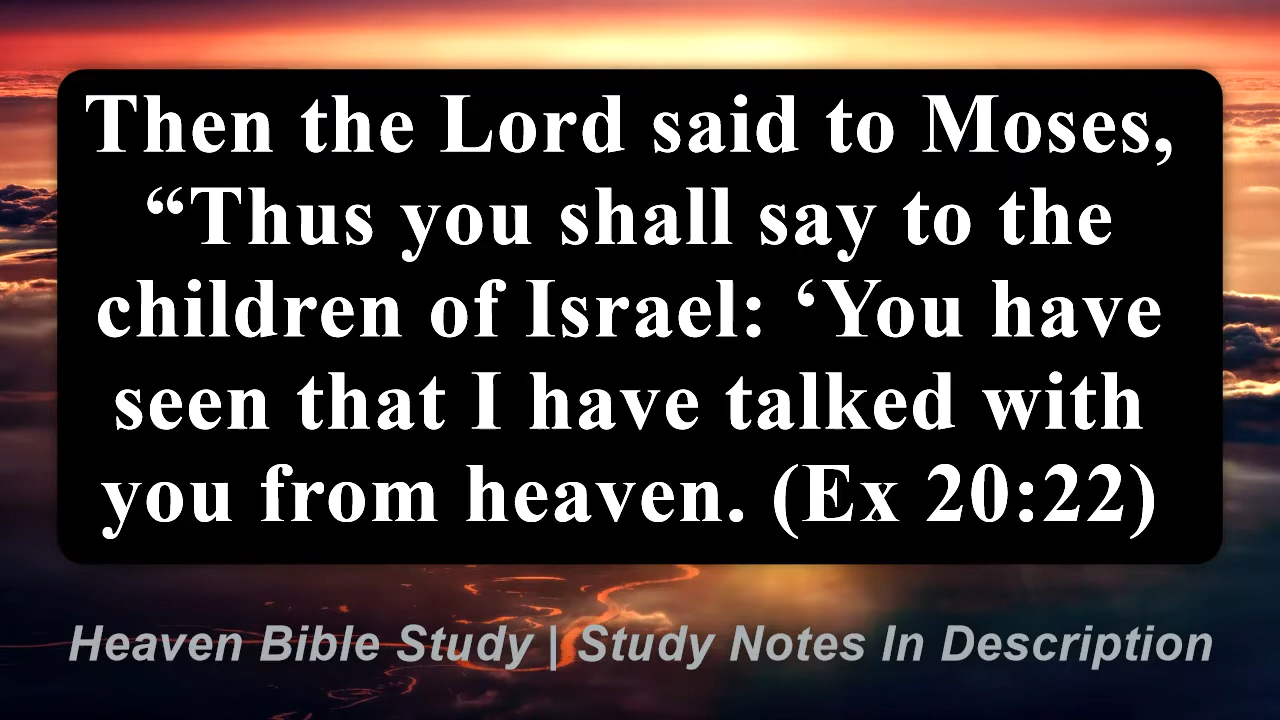 Then the Lord said to Moses,
“Thus you shall say to the
children of Israel: ‘You have
seen that I have talked with
you from heaven. (Ex 20:22)
Heaven Bible Study | Study Notes In Description